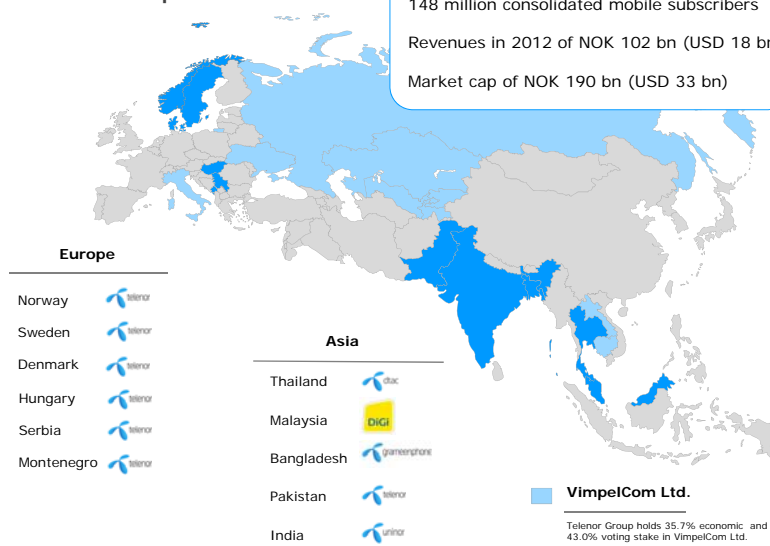 148 million consolidated mobile subscribers
Revenues in 2012 of NOK 102 bn (USD 18
Market cap of NOK 190 bn (USD 33 bn)
Europe
Norway telenor
Sweden telenor
Denmark telenor
Hungary telenor
Serbia telenor
Montenegro telenor
Asia
Thailand dtac
Malaysia DiGi
Bangladesh grameenphone
Pakistan telenor
India uninor
VimpelCom Ltd.
Telenor Group holds 35.7% economic and
43.0% voting stake in VimpelCom Ltd.